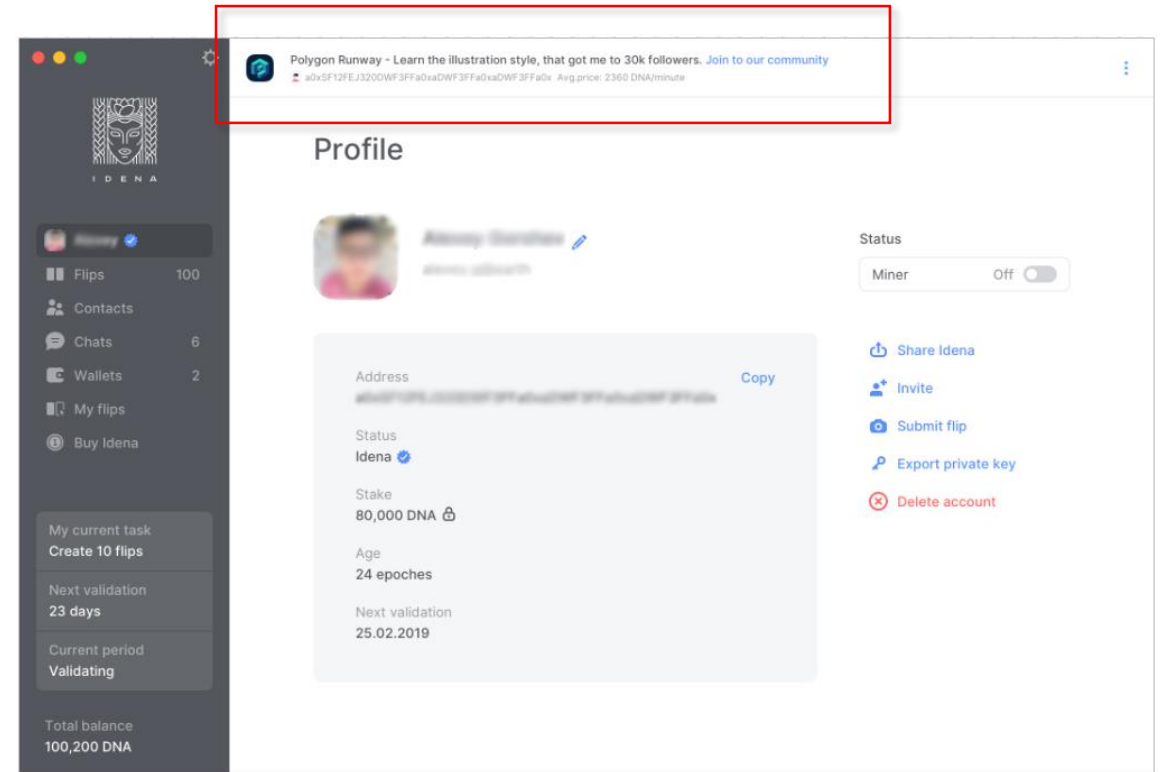 Polygon Runway - Learn the illustration style, that got me to 30k followers. Join to our community
a0x5F12FEJ320OWF3FFa0xaDWF3FFa0xaDWF3FFa0x Avg.price: 2360 DNA/minute
IDENA
Flips 100
Contacts
Chats 6
Wallets 2
My flips
Buy Idena
My current task
Create 10 flips
Next validation
23 days
Current period
Validating
Total balance
100,200 DNA
Profile
Status
Miner Off
Address Copy
Status
Idena
Stake
80,000 DNA
Age
24 epoches
Next validation
25.02.2019
Share Idena
Invite
Submit flip
Export private key
Delete account